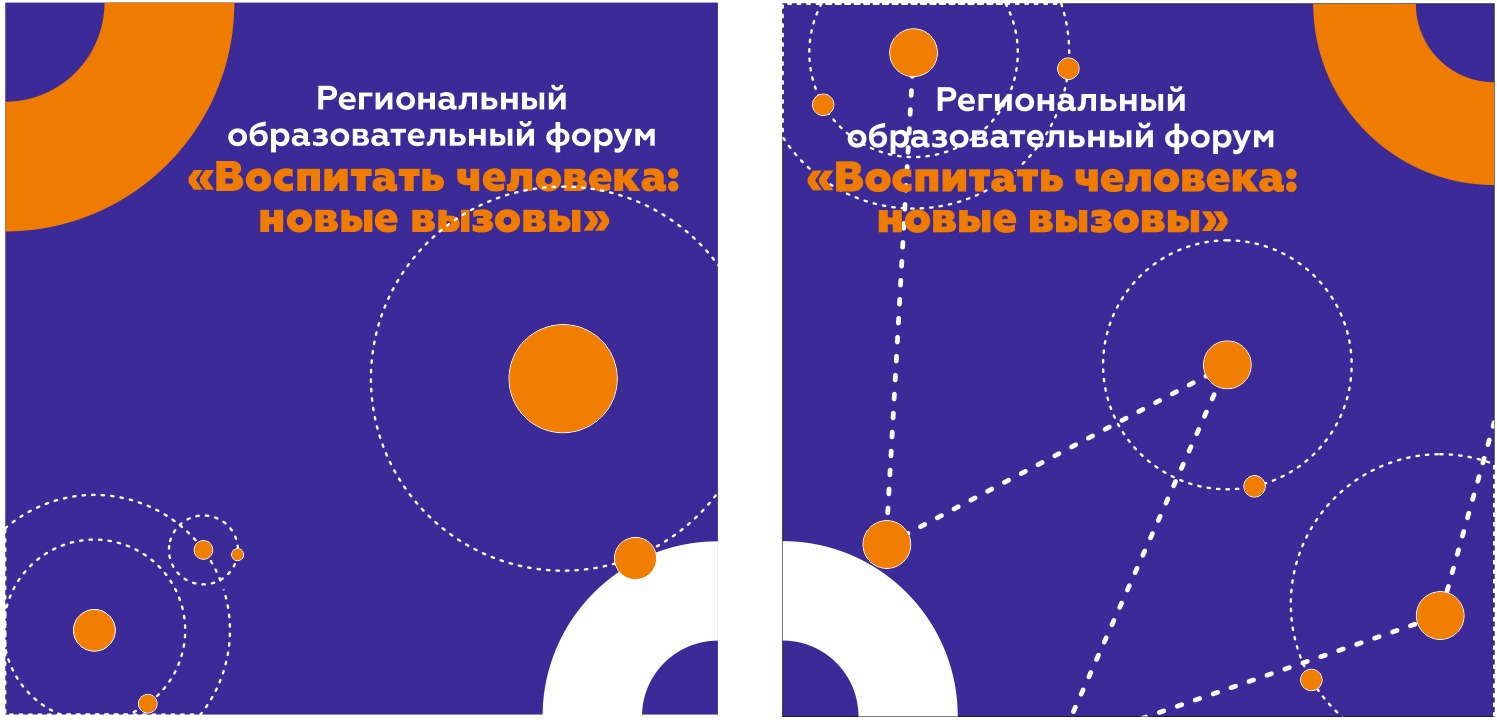 Региональный
образовательный форум
«Воспитать человека:
новые вызовы»
Региональный
образовательный форум
«Воспитать человека:
новые вызовы»